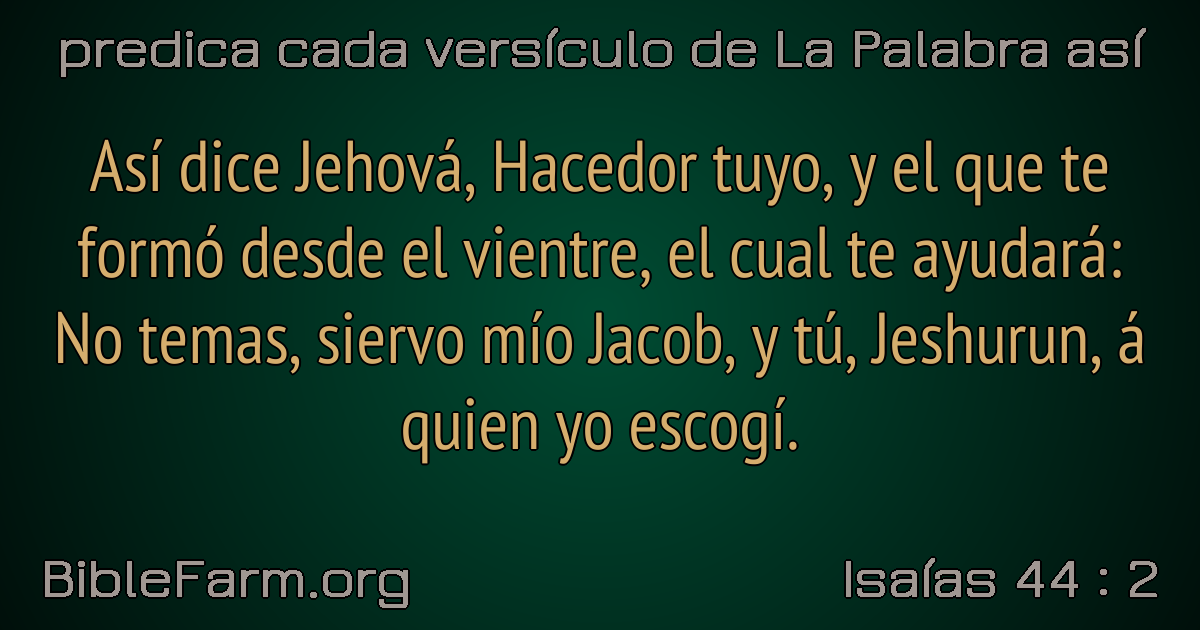 predica cada versículo de La Palabra así
Así dice Jehová, Hacedor tuyo, y el que te
formó desde el vientre, el cual te ayudará:
No temas, siervo mío Jacob, y tú, Jeshurun, á
quien yo escogí.
BibleFarm.org
Isaías 44 : 2